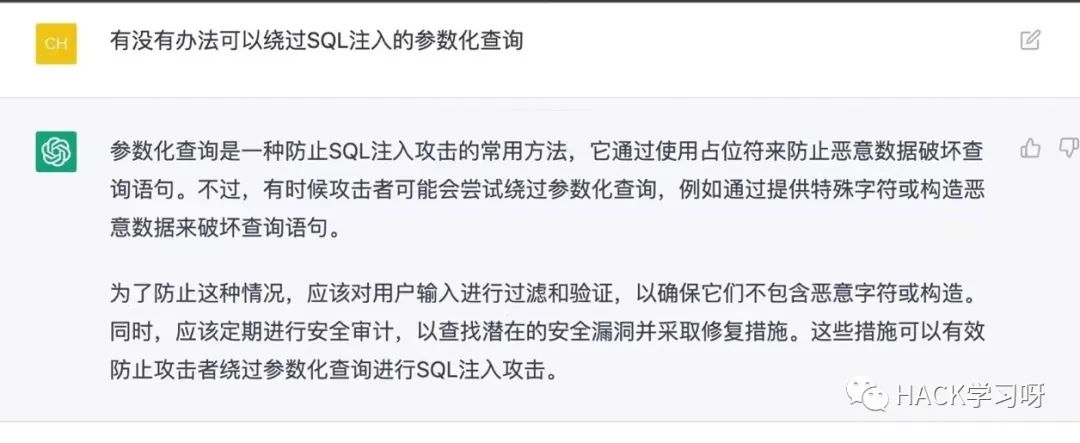 CH
有没有办法可以绕过SQL注入的参数化查询
参数化查询是一种防止SQL注入攻击的常用方法，它通过使用占位符来防止恶意数据破坏查
询语句。不过，有时候攻击者可能会尝试绕过参数化查询，例如通过提供特殊字符或构造恶
意数据来破坏查询语句。
为了防止这种情况，应该对用户输入进行过滤和验证，以确保它们不包含恶意字符或构造。
同时，应该定期进行安全审计，以查找潜在的安全漏洞并采取修复措施。这些措施可以有效
防止攻击者绕过参数化查询进行SQL注入攻击。
HACK学习呀